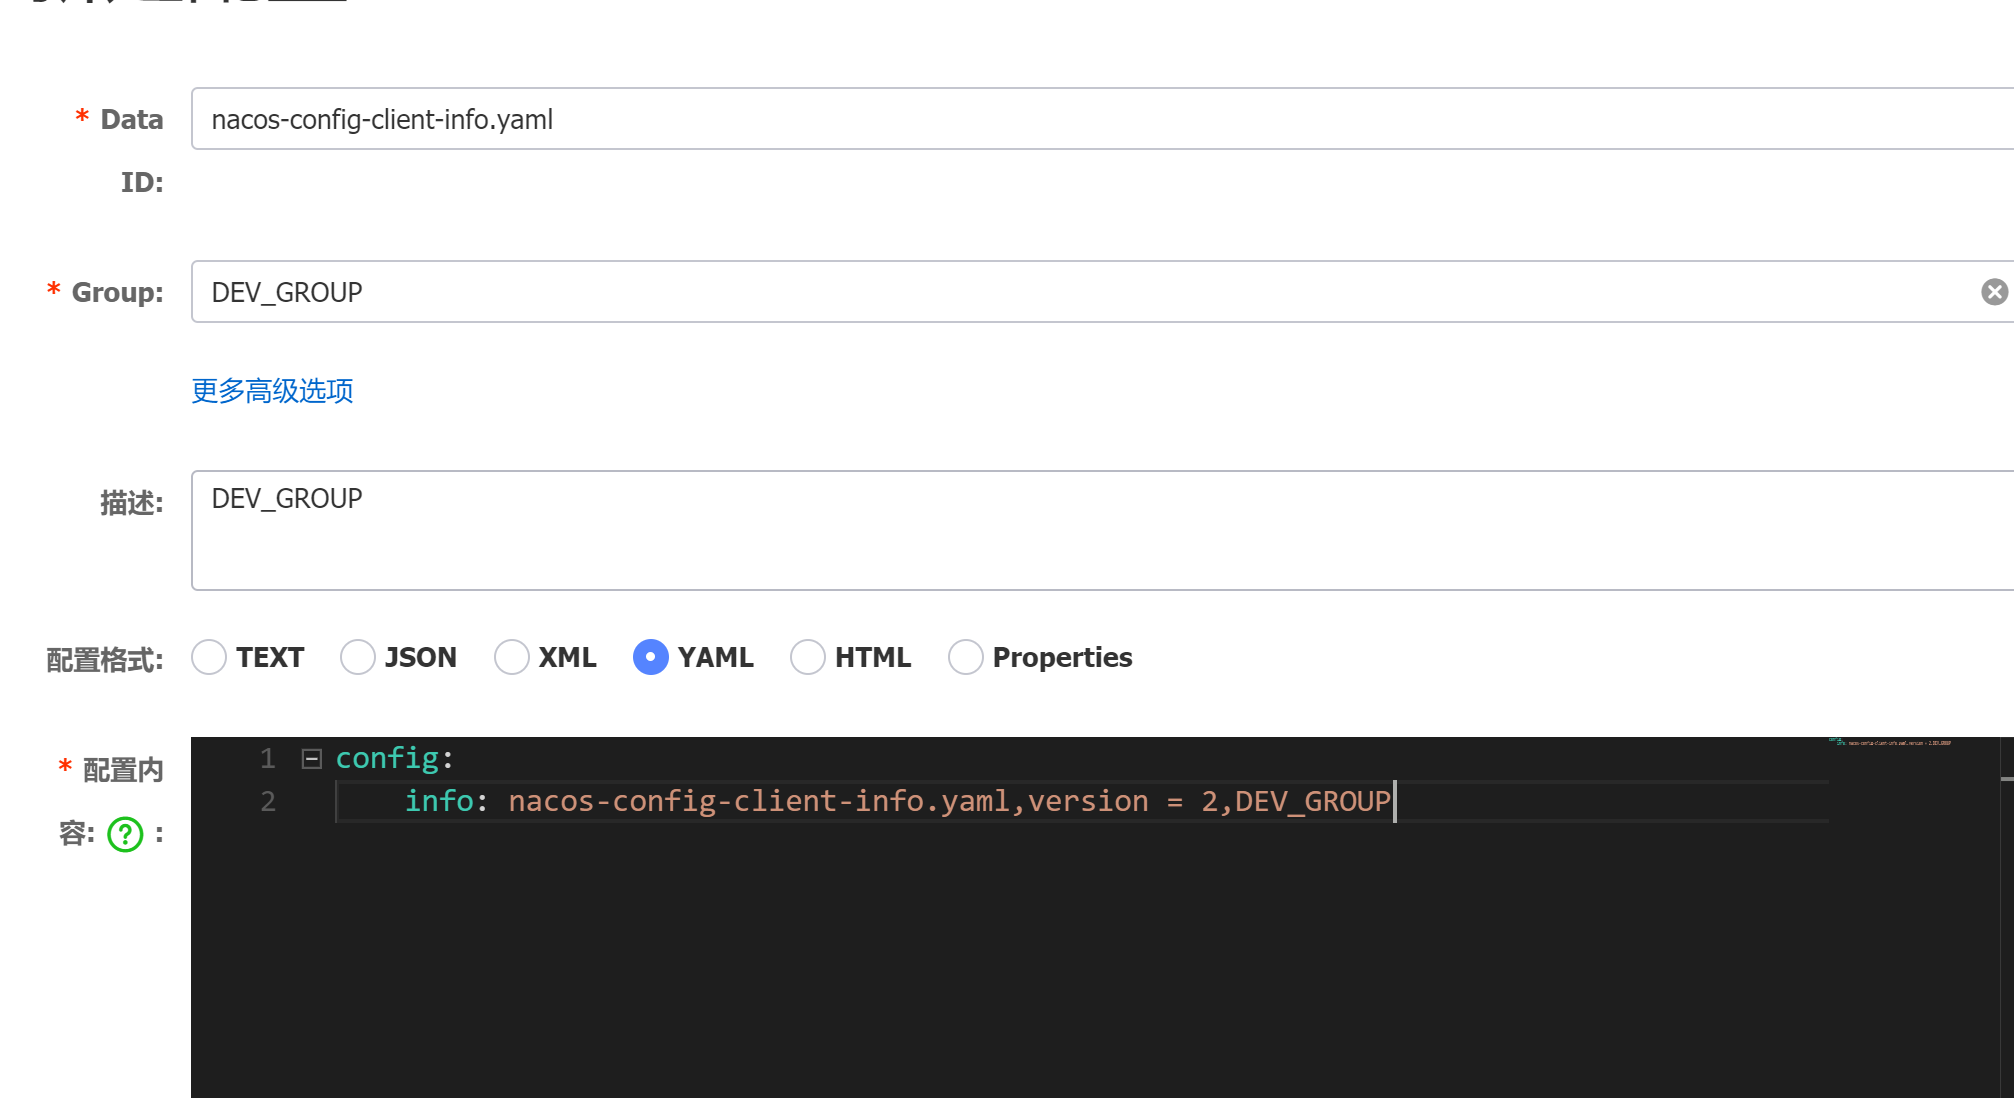 * Data ID: nacos-config-client-info.yaml
* Group: DEV_GROUP
更多高级选项
描述: DEV_GROUP
配置格式: TEXT JSON XML YAML HTML Properties
* 配置内容: ? :
1 config:
2 info: nacos-config-client-info.yaml,version = 2,DEV_GROUP